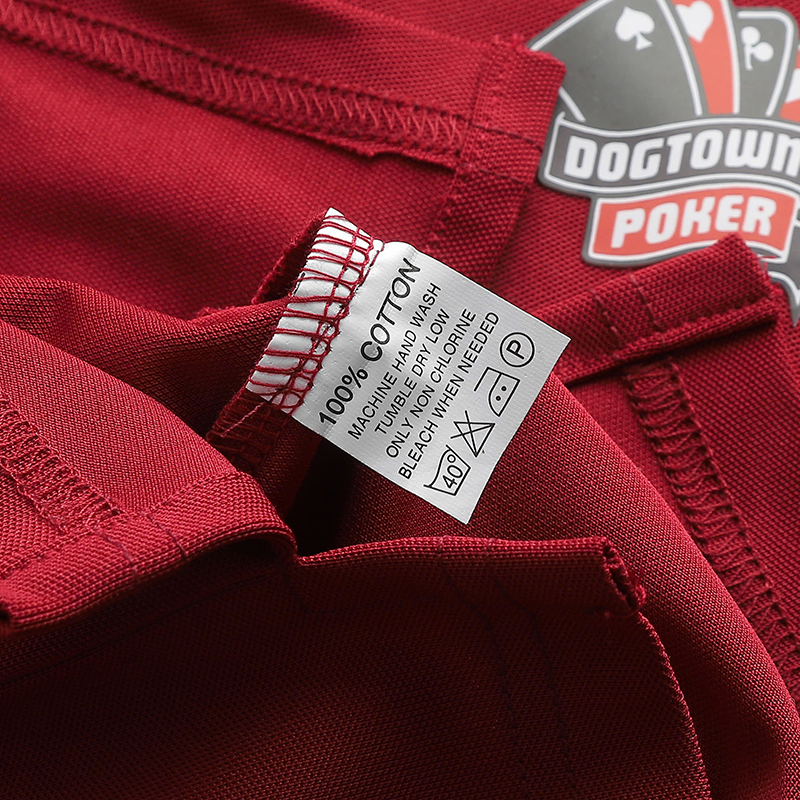 DOGTOWN
POKER
100% COTTON
MACHINE HAND WASH
TUMBLE DRY LOW
ONLY NON CHLORINE
BLEACH WHEN NEEDED
40° P